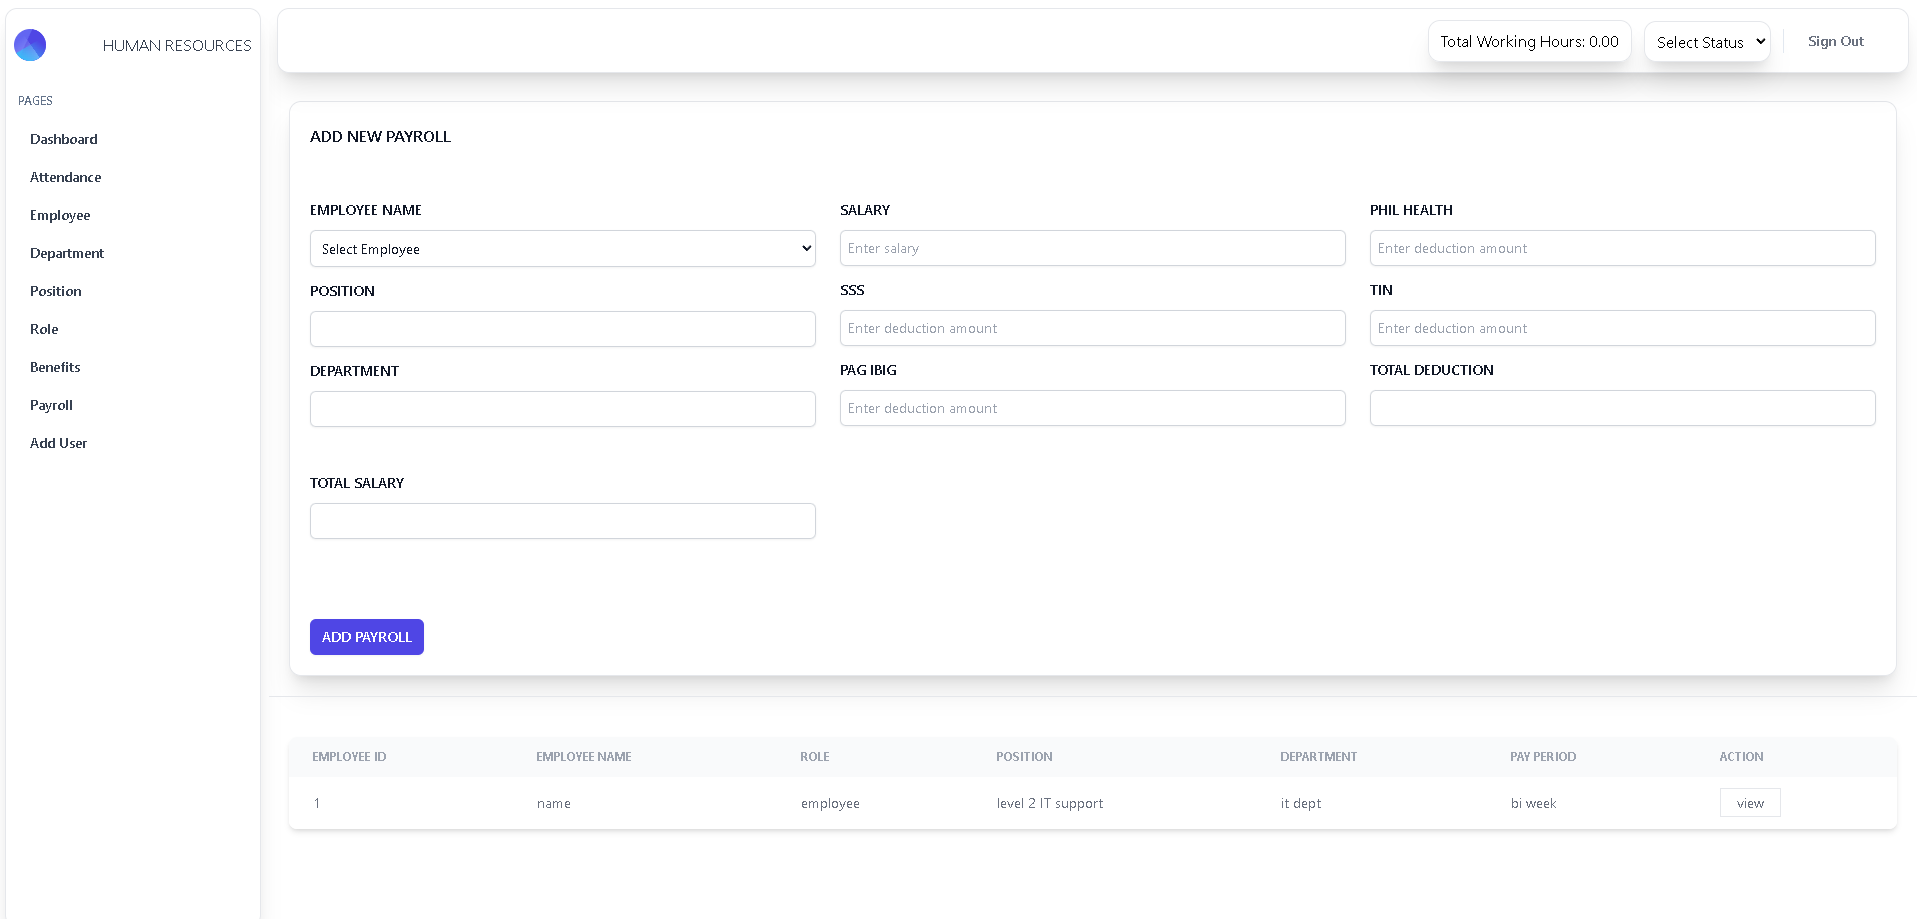 HUMAN RESOURCES
Total Working Hours: 0.00
Select Status
Sign Out
PAGES
Dashboard
Attendance
Employee
Department
Position
Role
Benefits
Payroll
Add User
ADD NEW PAYROLL
EMPLOYEE NAME
Select Employee
SALARY
Enter salary
PHIL HEALTH
Enter deduction amount
POSITION
SSS
Enter deduction amount
TIN
Enter deduction amount
DEPARTMENT
PAG IBIG
Enter deduction amount
TOTAL DEDUCTION
TOTAL SALARY
ADD PAYROLL
EMPLOYEE ID EMPLOYEE NAME ROLE POSITION DEPARTMENT PAY PERIOD ACTION
1 name employee level 2 IT support it dept bi week view